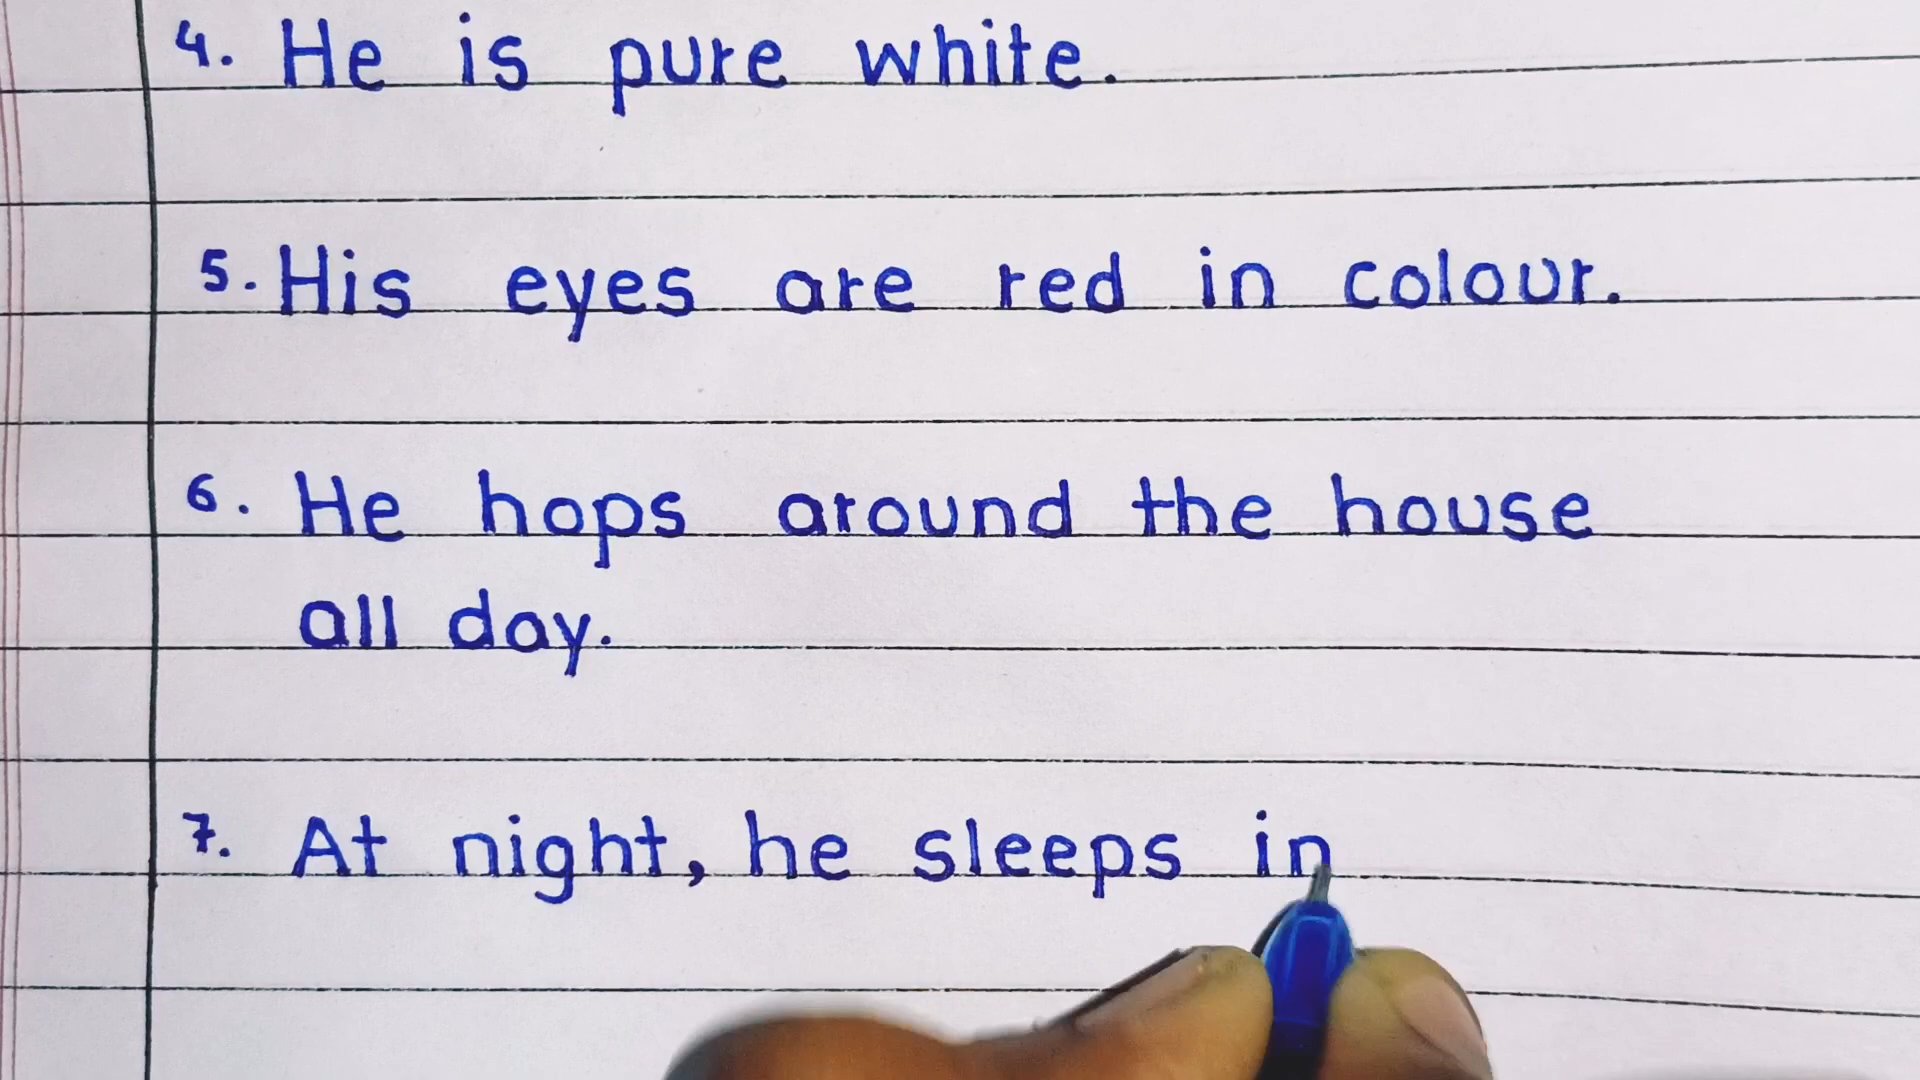 4. He is pure white.
5. His eyes are red in colour.
6. He hops around the house
all day.
7. At night, he sleeps in